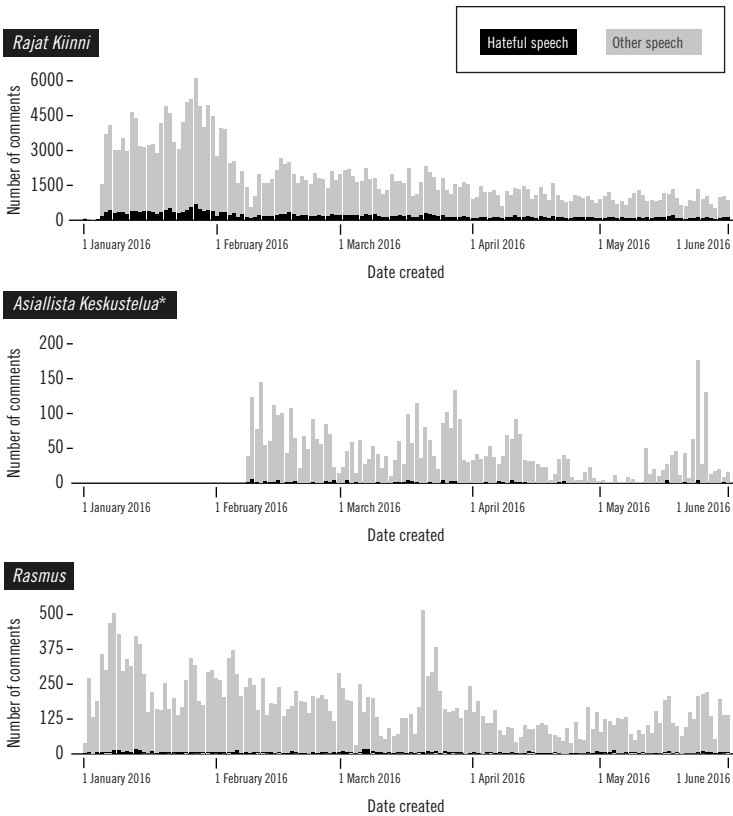 Hateful speech Other speech
Rajat Kiinni
Number of comments
6000
4500
3000
1500
0
1 January 2016 1 February 2016 1 March 2016 1 April 2016 1 May 2016 1 June 2016
Date created
Asiallista Keskustelua*
Number of comments
200
150
100
50
0
1 January 2016 1 February 2016 1 March 2016 1 April 2016 1 May 2016 1 June 2016
Date created
Rasmus
Number of comments
500
375
250
125
0
1 January 2016 1 February 2016 1 March 2016 1 April 2016 1 May 2016 1 June 2016
Date created